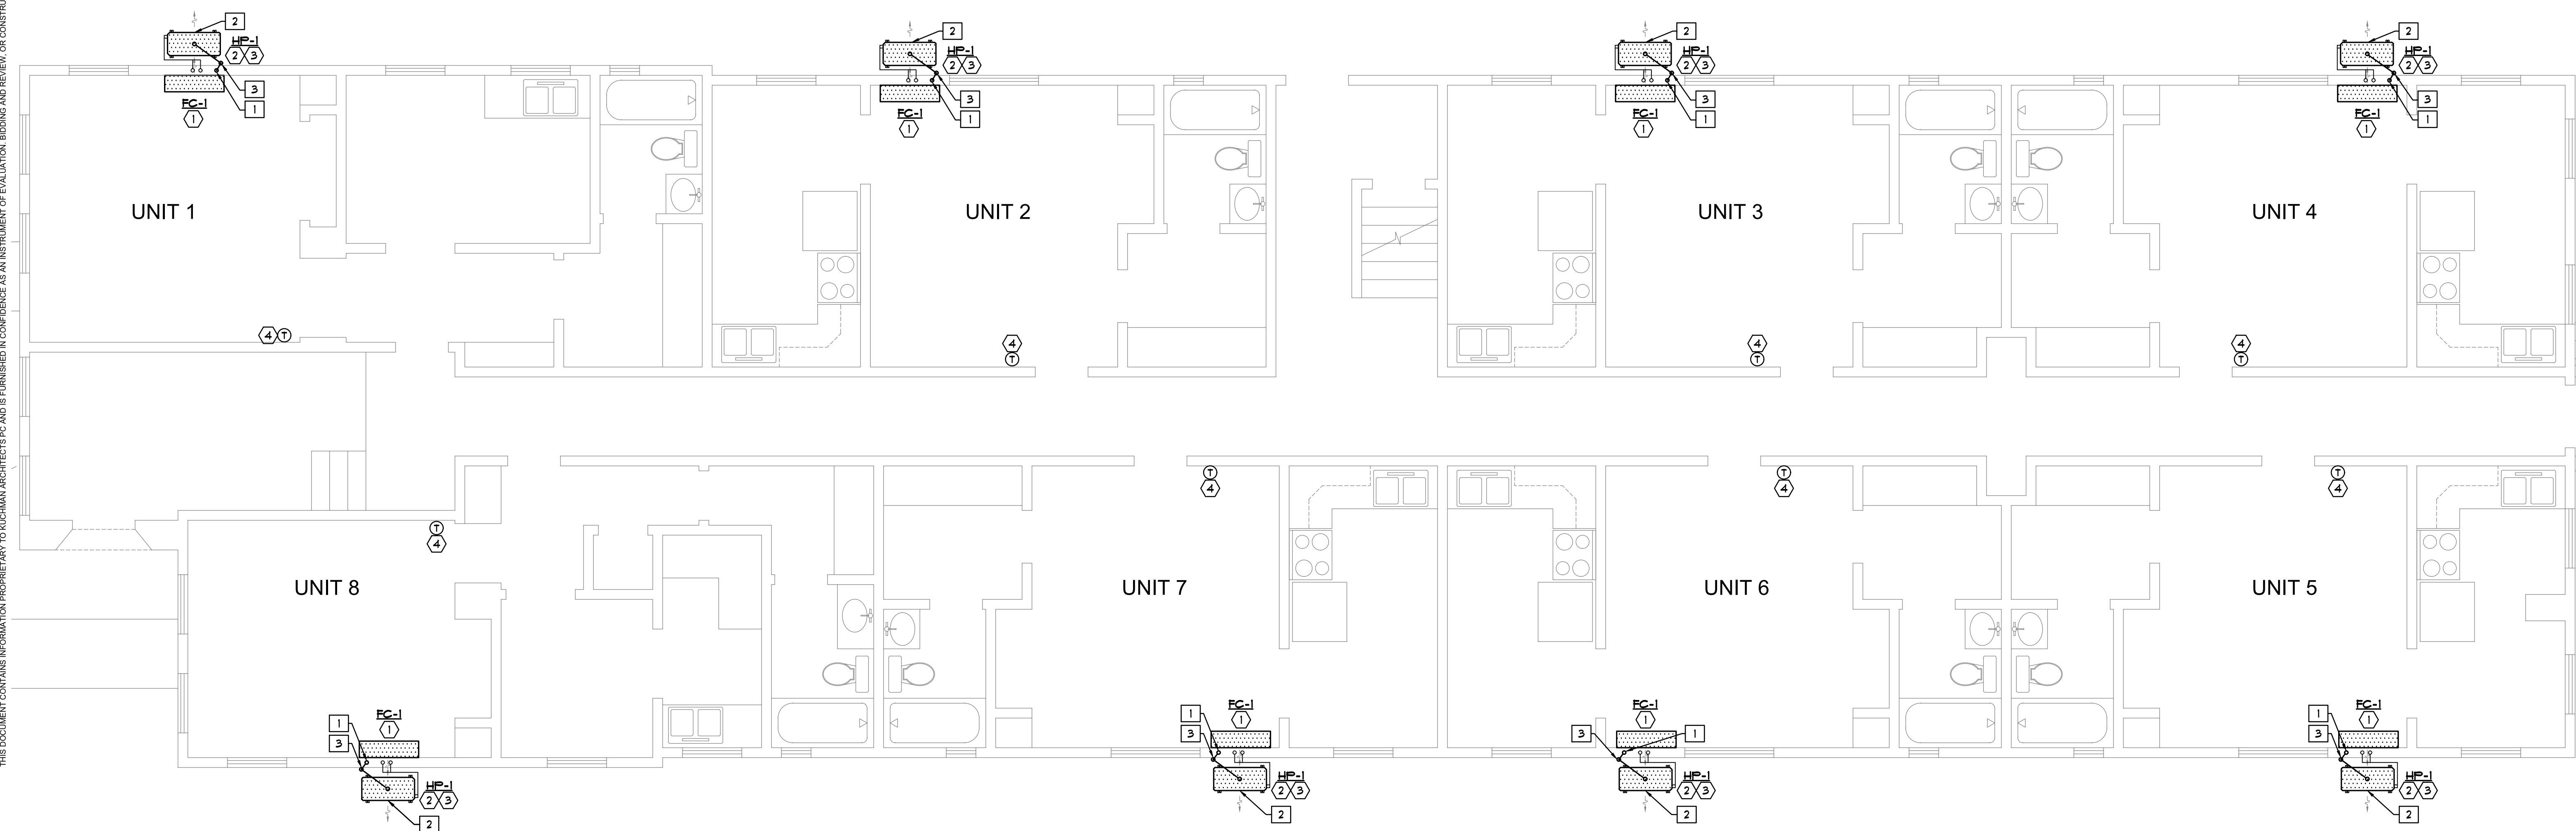 THIS DOCUMENT CONTAINS INFORMATION PROPRIETARY TO KUCHMAN ARCHITECTS PC AND IS FURNISHED IN CONFIDENCE AS AN INSTRUMENT OF EVALUATION, BIDDING AND REVIEW, OR CONSTRU
2
HP-1
2 3
3
1
FC-1
1
UNIT 1
4 T
2
HP-1
2 3
3
1
FC-1
1
UNIT 2
4
T
2
HP-1
2 3
3
1
FC-1
1
UNIT 3
4
T
2
HP-1
2 3
3
1
FC-1
1
UNIT 4
4
T
T
4
UNIT 8
FC-1
1
1
3
HP-1
2 3
2
T
4
UNIT 7
FC-1
1
1
3
HP-1
2 3
2
T
4
UNIT 6
FC-1
1
3
1
HP-1
2 3
2
T
4
UNIT 5
FC-1
1
1
3
HP-1
2 3
2